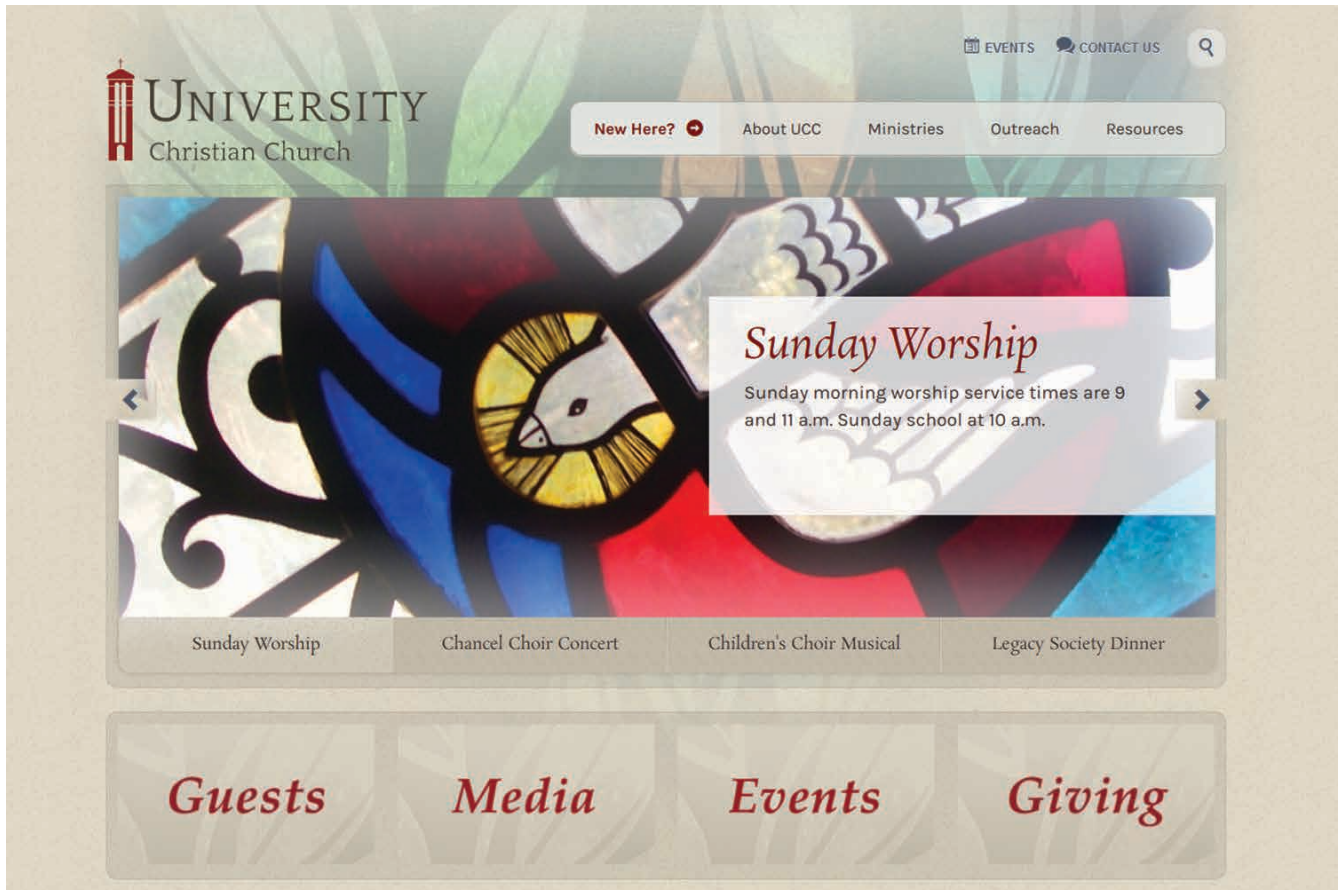 EVENTS CONTACT US
UNIVERSITY
Christian Church
New Here? About UCC Ministries Outreach Resources
Sunday Worship
Sunday morning worship service times are 9
and 11 a.m. Sunday school at 10 a.m.
Sunday Worship Chancel Choir Concert Children's Choir Musical Legacy Society Dinner
Guests Media Events Giving